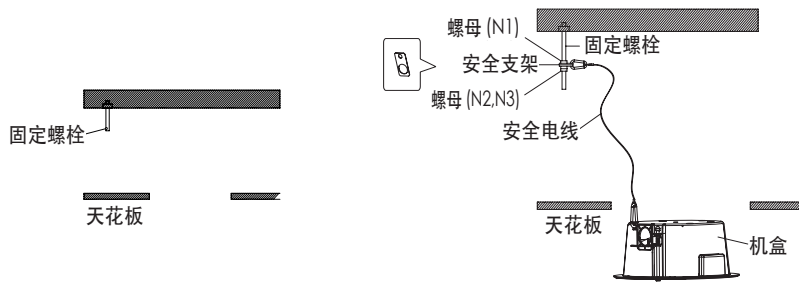 固定螺栓
天花板
螺母 (N1)
固定螺栓
安全支架
螺母 (N2,N3)
安全电线
天花板
机盒